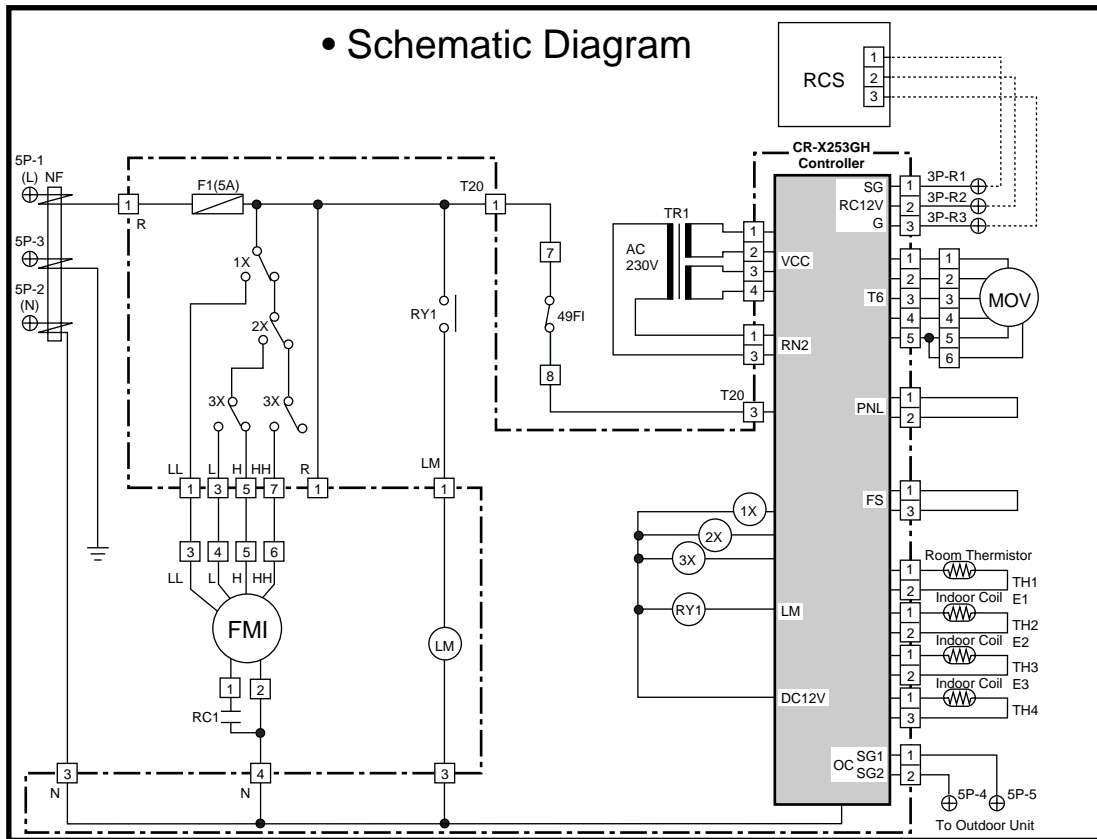 • Schematic Diagram
RCS
1
2
3
CR-X253GH
Controller
5P-1
(L)
NF
5P-3
5P-2
(N)
1
R
F1(5A)
T20
1
1X
2X
3X
3X
RY1
7
49FI
8
T20
3
AC
230V
TR1
1
2
3
4
VCC
1
3
RN2
SG
RC12V
G
1
2
3
3P-R1
3P-R2
3P-R3
T6
1
2
3
4
5
1
2
3
4
5
6
MOV
PNL
1
2
FS
1
3
LL
L
H
HH
R
LM
1
3
5
7
1
1
3
4
5
6
LL
L
H
HH
FMI
1
2
RC1
LM
1X
2X
3X
RY1
LM
DC12V
Room Thermistor
1
2
TH1
Indoor Coil E1
1
2
TH2
Indoor Coil E2
1
2
TH3
Indoor Coil E3
1
3
TH4
OC
SG1
SG2
1
2
5P-4
5P-5
To Outdoor Unit
3
N
4
N
3